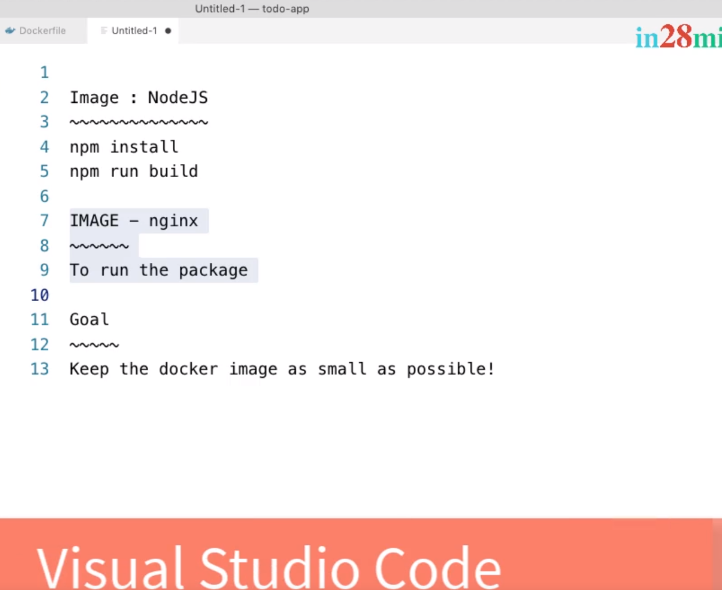 Untitled-1 — todo-app
Dockerfile
Untitled-1
in28mi
1
2 Image : NodeJS
3 ~~~~~~~~~~~~~~
4 npm install
5 npm run build
6
7 IMAGE - nginx
8 ~~~~~~
9 To run the package
10
11 Goal
12 ~~~~~
13 Keep the docker image as small as possible!
Visual Studio Code